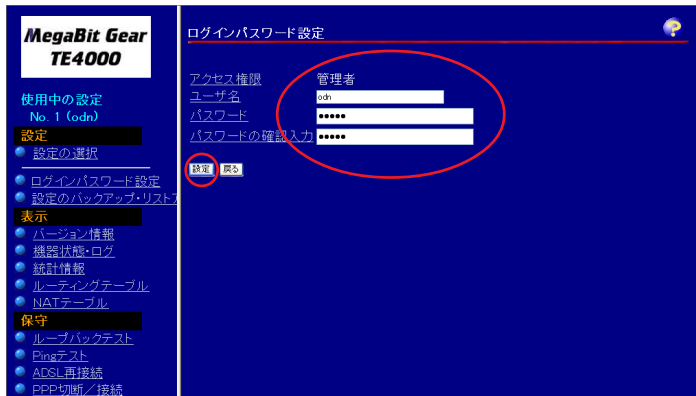 MegaBit Gear
TE4000
使用中の設定
No. 1 (odn)
設定
設定の選択
ログインパスワード設定
設定のバックアップ・リストア
表示
バージョン情報
機器状態・ログ
統計情報
ルーティングテーブル
NATテーブル
保守
ループバックテスト
Pingテスト
ADSL再接続
PPP切断／接続
ログインパスワード設定
?
アクセス権限 管理者
ユーザ名 odn
パスワード •••••
パスワードの確認入力 •••••
設定 戻る